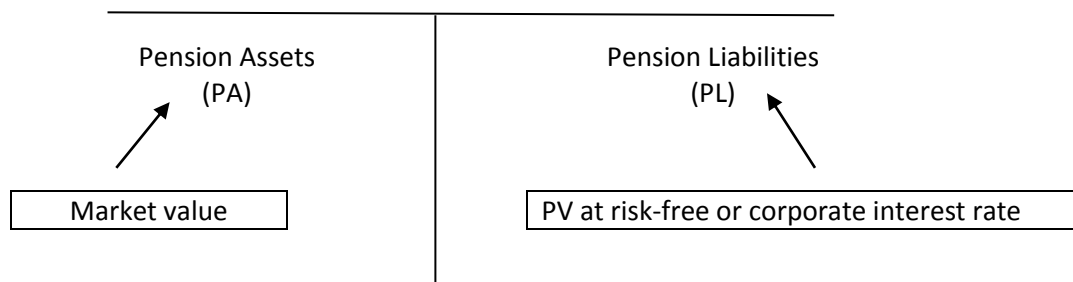 Pension Assets
(PA)
Pension Liabilities
(PL)
Market value
PV at risk-free or corporate interest rate